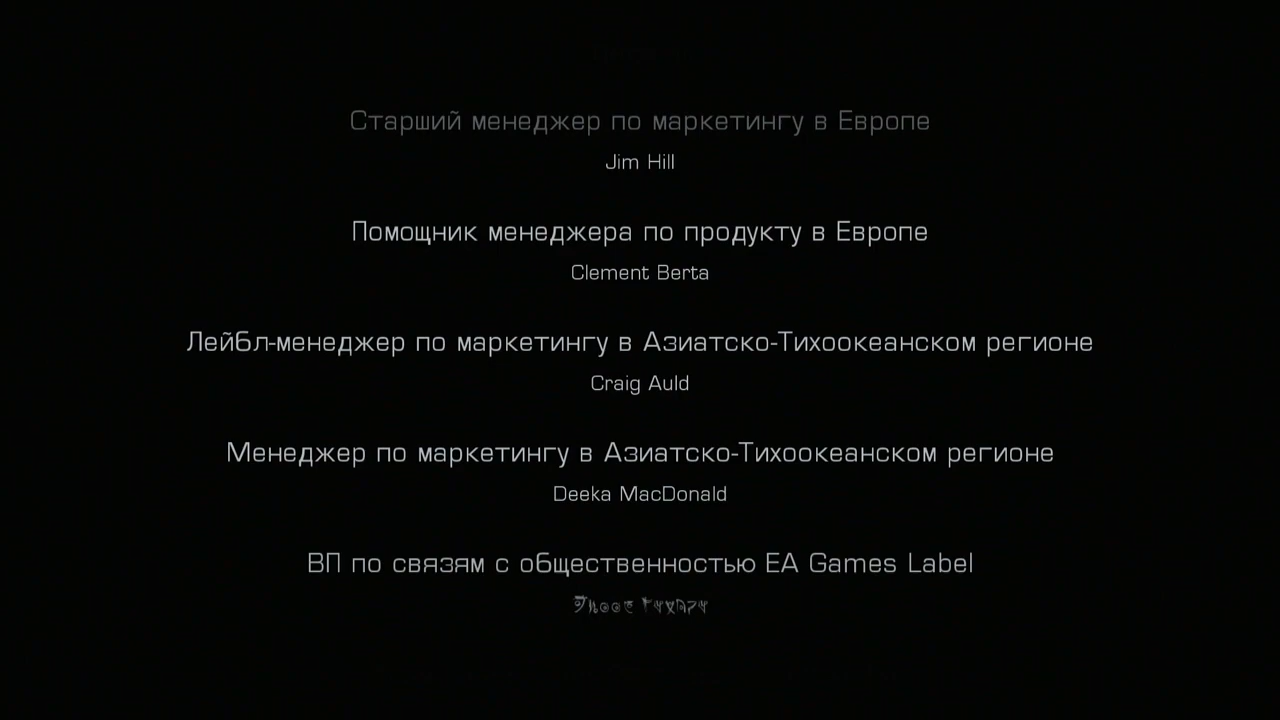 Старший менеджер по маркетингу в Европе
Jim Hill
Помощник менеджера по продукту в Европе
Clement Berta
Лейбл-менеджер по маркетингу в Азиатско-Тихоокеанском регионе
Craig Auld
Менеджер по маркетингу в Азиатско-Тихоокеанском регионе
Deeka MacDonald
ВП по связям с общественностью EA Games Label